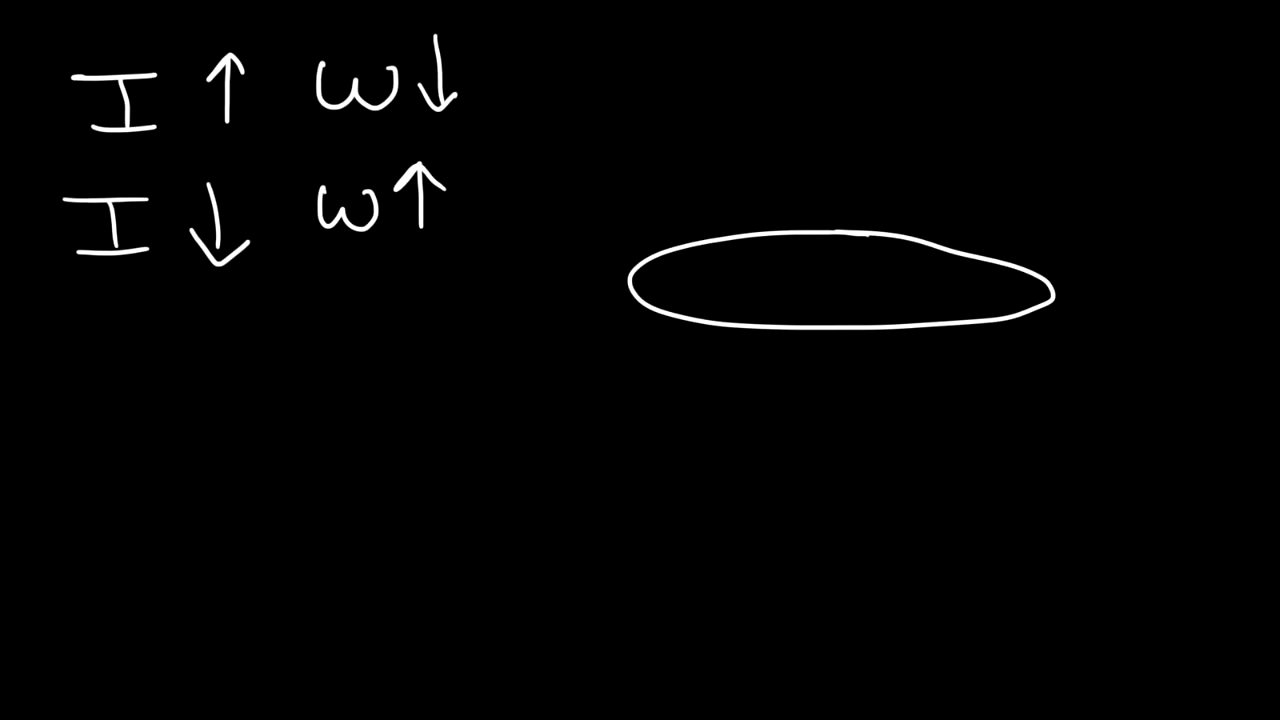 I ↑ ω ↓
I ↓ ω ↑